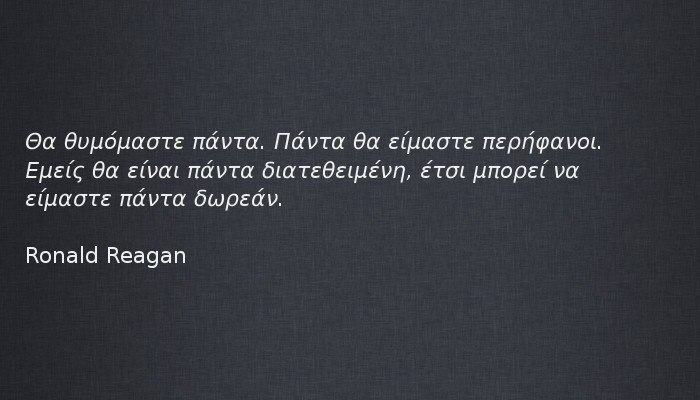 Θα θυμόμαστε πάντα. Πάντα θα είμαστε περήφανοι.
Εμείς θα είναι πάντα διατεθειμένη, έτσι μπορεί να
είμαστε πάντα δωρεάν.
Ronald Reagan